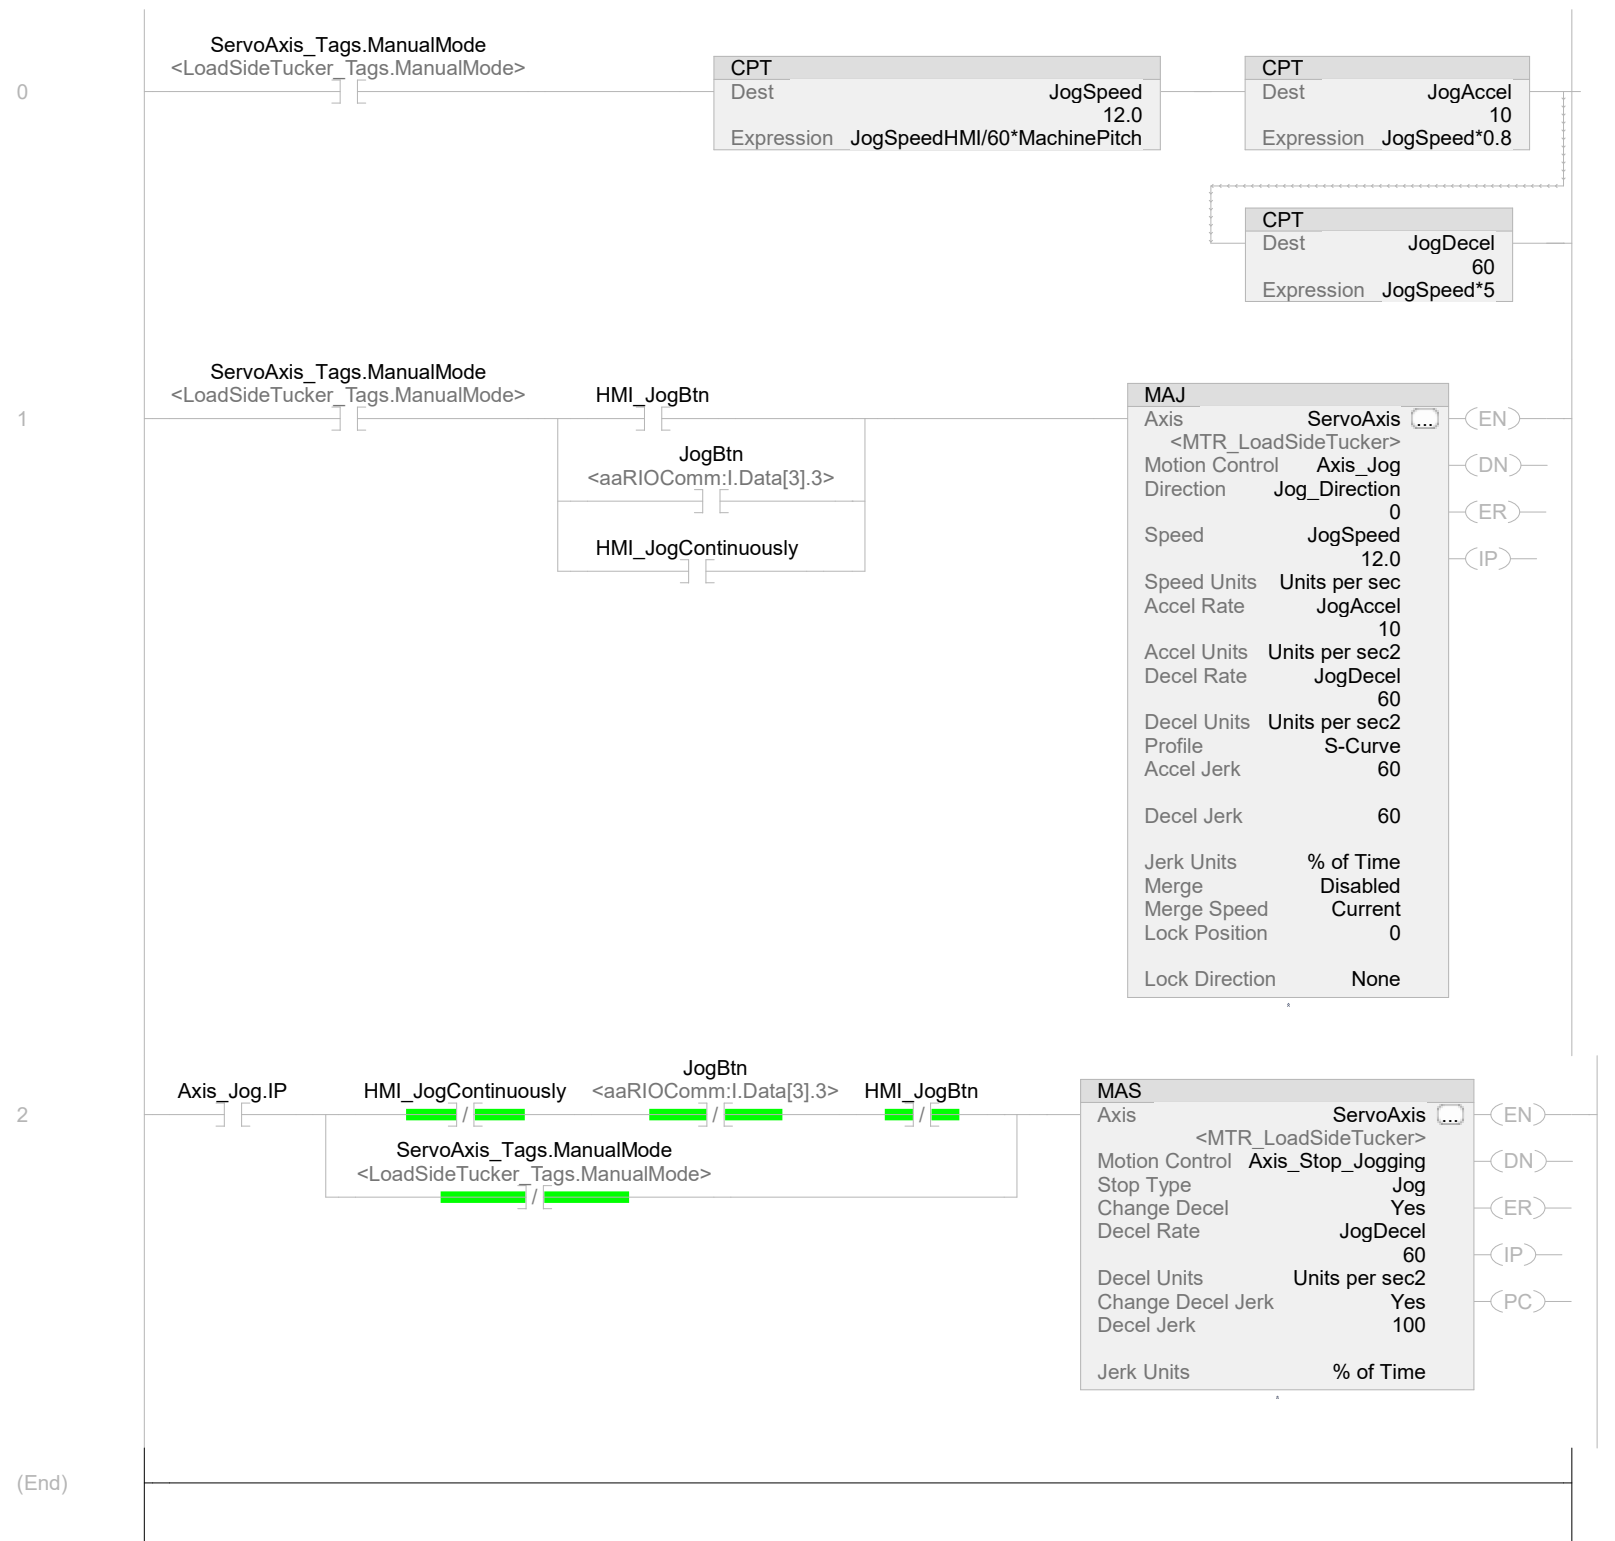 0
ServoAxis_Tags.ManualMode
<LoadSideTucker_Tags.ManualMode>
CPT
Dest JogSpeed
12.0
Expression JogSpeedHMI/60*MachinePitch
CPT
Dest JogAccel
10
Expression JogSpeed*0.8
CPT
Dest JogDecel
60
Expression JogSpeed*5
1
ServoAxis_Tags.ManualMode
<LoadSideTucker_Tags.ManualMode>
HMI_JogBtn
JogBtn
<aaRIOComm:I.Data[3].3>
HMI_JogContinuously
MAJ
Axis ServoAxis ...
<MTR_LoadSideTucker>
Motion Control Axis_Jog
Direction Jog_Direction
0
Speed JogSpeed
12.0
Speed Units Units per sec
Accel Rate JogAccel
10
Accel Units Units per sec2
Decel Rate JogDecel
60
Decel Units Units per sec2
Profile S-Curve
Accel Jerk 60
Decel Jerk 60
Jerk Units % of Time
Merge Disabled
Merge Speed Current
Lock Position 0
Lock Direction None
*
EN
DN
ER
IP
2
Axis_Jog.IP
HMI_JogContinuously
JogBtn
<aaRIOComm:I.Data[3].3>
HMI_JogBtn
ServoAxis_Tags.ManualMode
<LoadSideTucker_Tags.ManualMode>
MAS
Axis ServoAxis ...
<MTR_LoadSideTucker>
Motion Control Axis_Stop_Jogging
Stop Type Jog
Change Decel Yes
Decel Rate JogDecel
60
Decel Units Units per sec2
Change Decel Jerk Yes
Decel Jerk 100
Jerk Units % of Time
*
EN
DN
ER
IP
PC
(End)